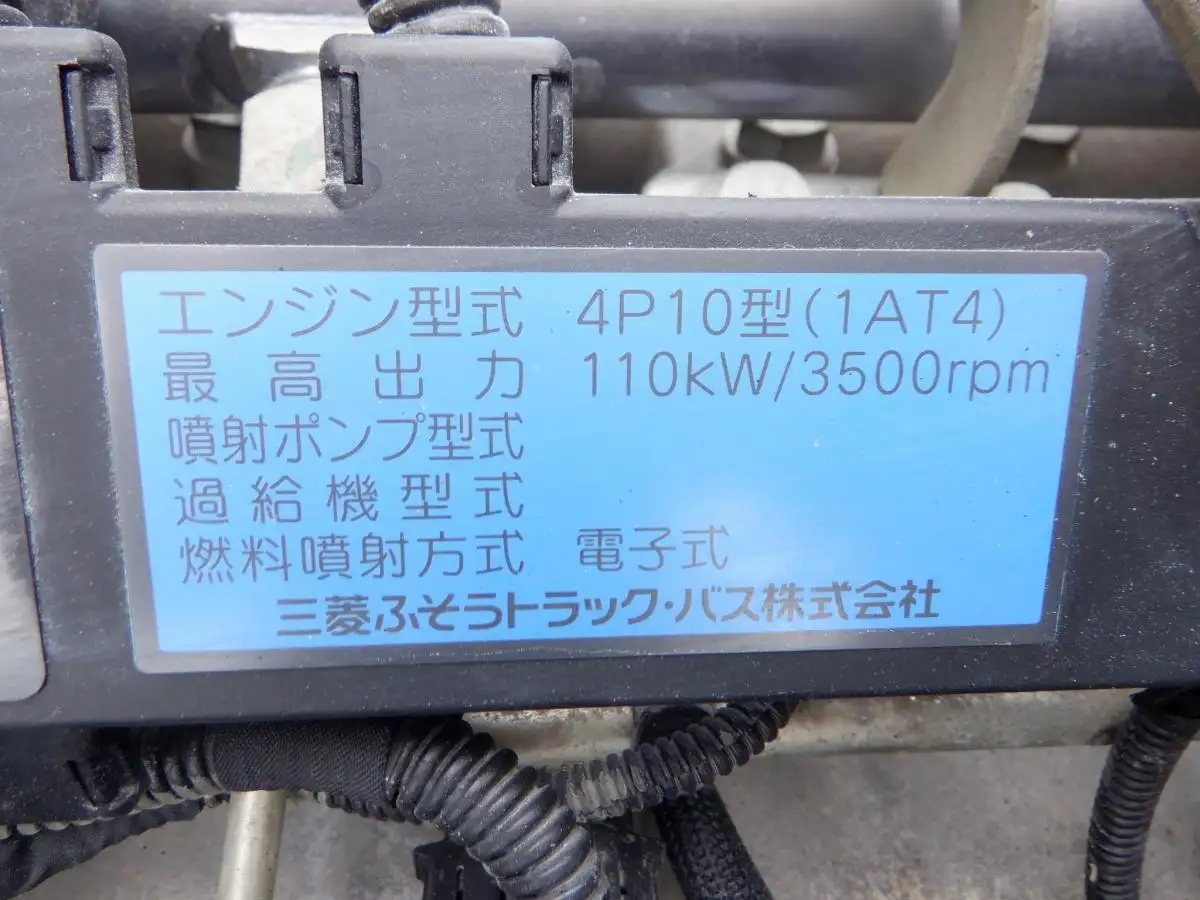 エンジン型式 4P10型(1AT4)
最高出力 110kW/3500rpm
噴射ポンプ型式
過給機型式
燃料噴射方式 電子式
三菱ふそうトラック・バス株式会社